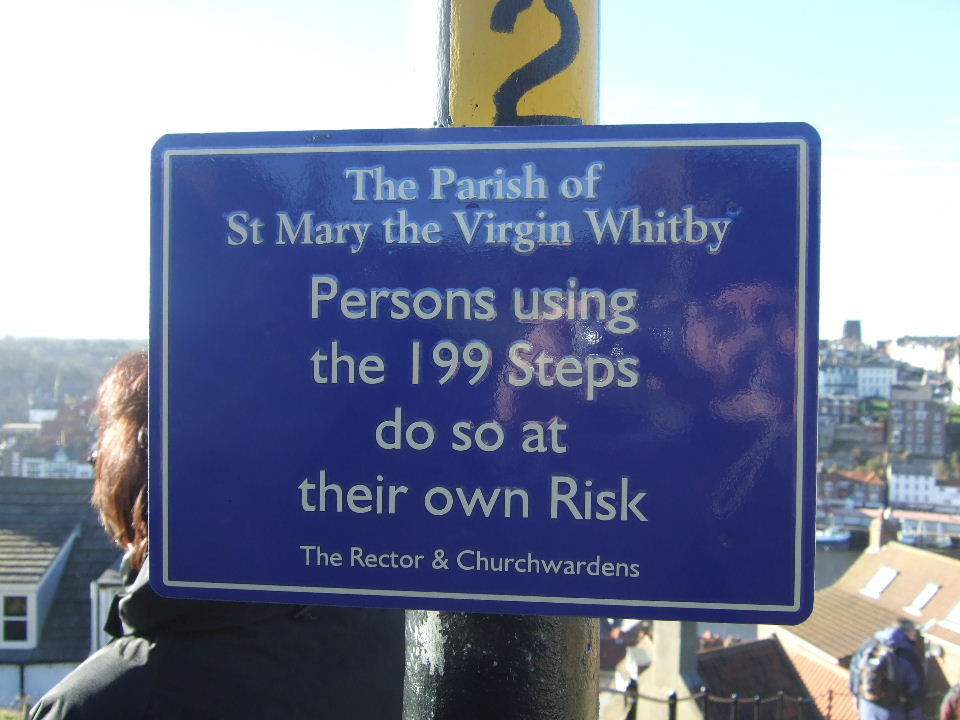 2
The Parish of
St Mary the Virgin Whitby
Persons using
the 199 Steps
do so at
their own Risk
The Rector & Churchwardens